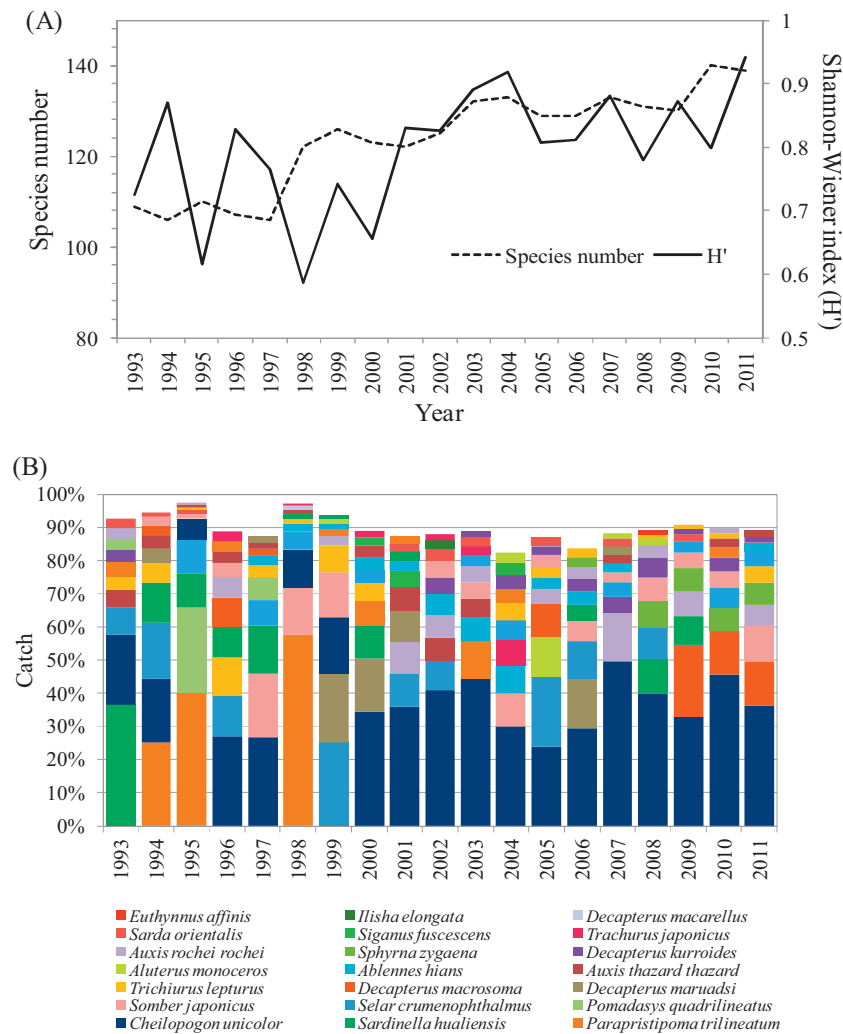 (A)
140
120
100
80
Species number
1
0.9
0.8
0.7
0.6
0.5
Shannon-Wiener index (H')
Species number H'
1993 1994 1995 1996 1997 1998 1999 2000 2001 2002 2003 2004 2005 2006 2007 2008 2009 2010 2011
Year
(B)
100%
90%
80%
70%
60%
50%
40%
30%
20%
10%
0%
Catch
1993 1994 1995 1996 1997 1998 1999 2000 2001 2002 2003 2004 2005 2006 2007 2008 2009 2010 2011
Euthynnus affinis Ilisha elongata Decapterus macarellus
Sarda orientalis Siganus fuscescens Trachurus japonicus
Auxis rochei rochei Sphyrna zygaena Decapterus kurroides
Aluterus monoceros Ablennes hians Auxis thazard thazard
Trichiurus lepturus Decapterus macrosoma Decapterus maruadsi
Somber japonicus Selar crumenophthalmus Pomadasys quadrilineatus
Cheilopogon unicolor Sardinella hualiensis Parapristipoma trilineatum